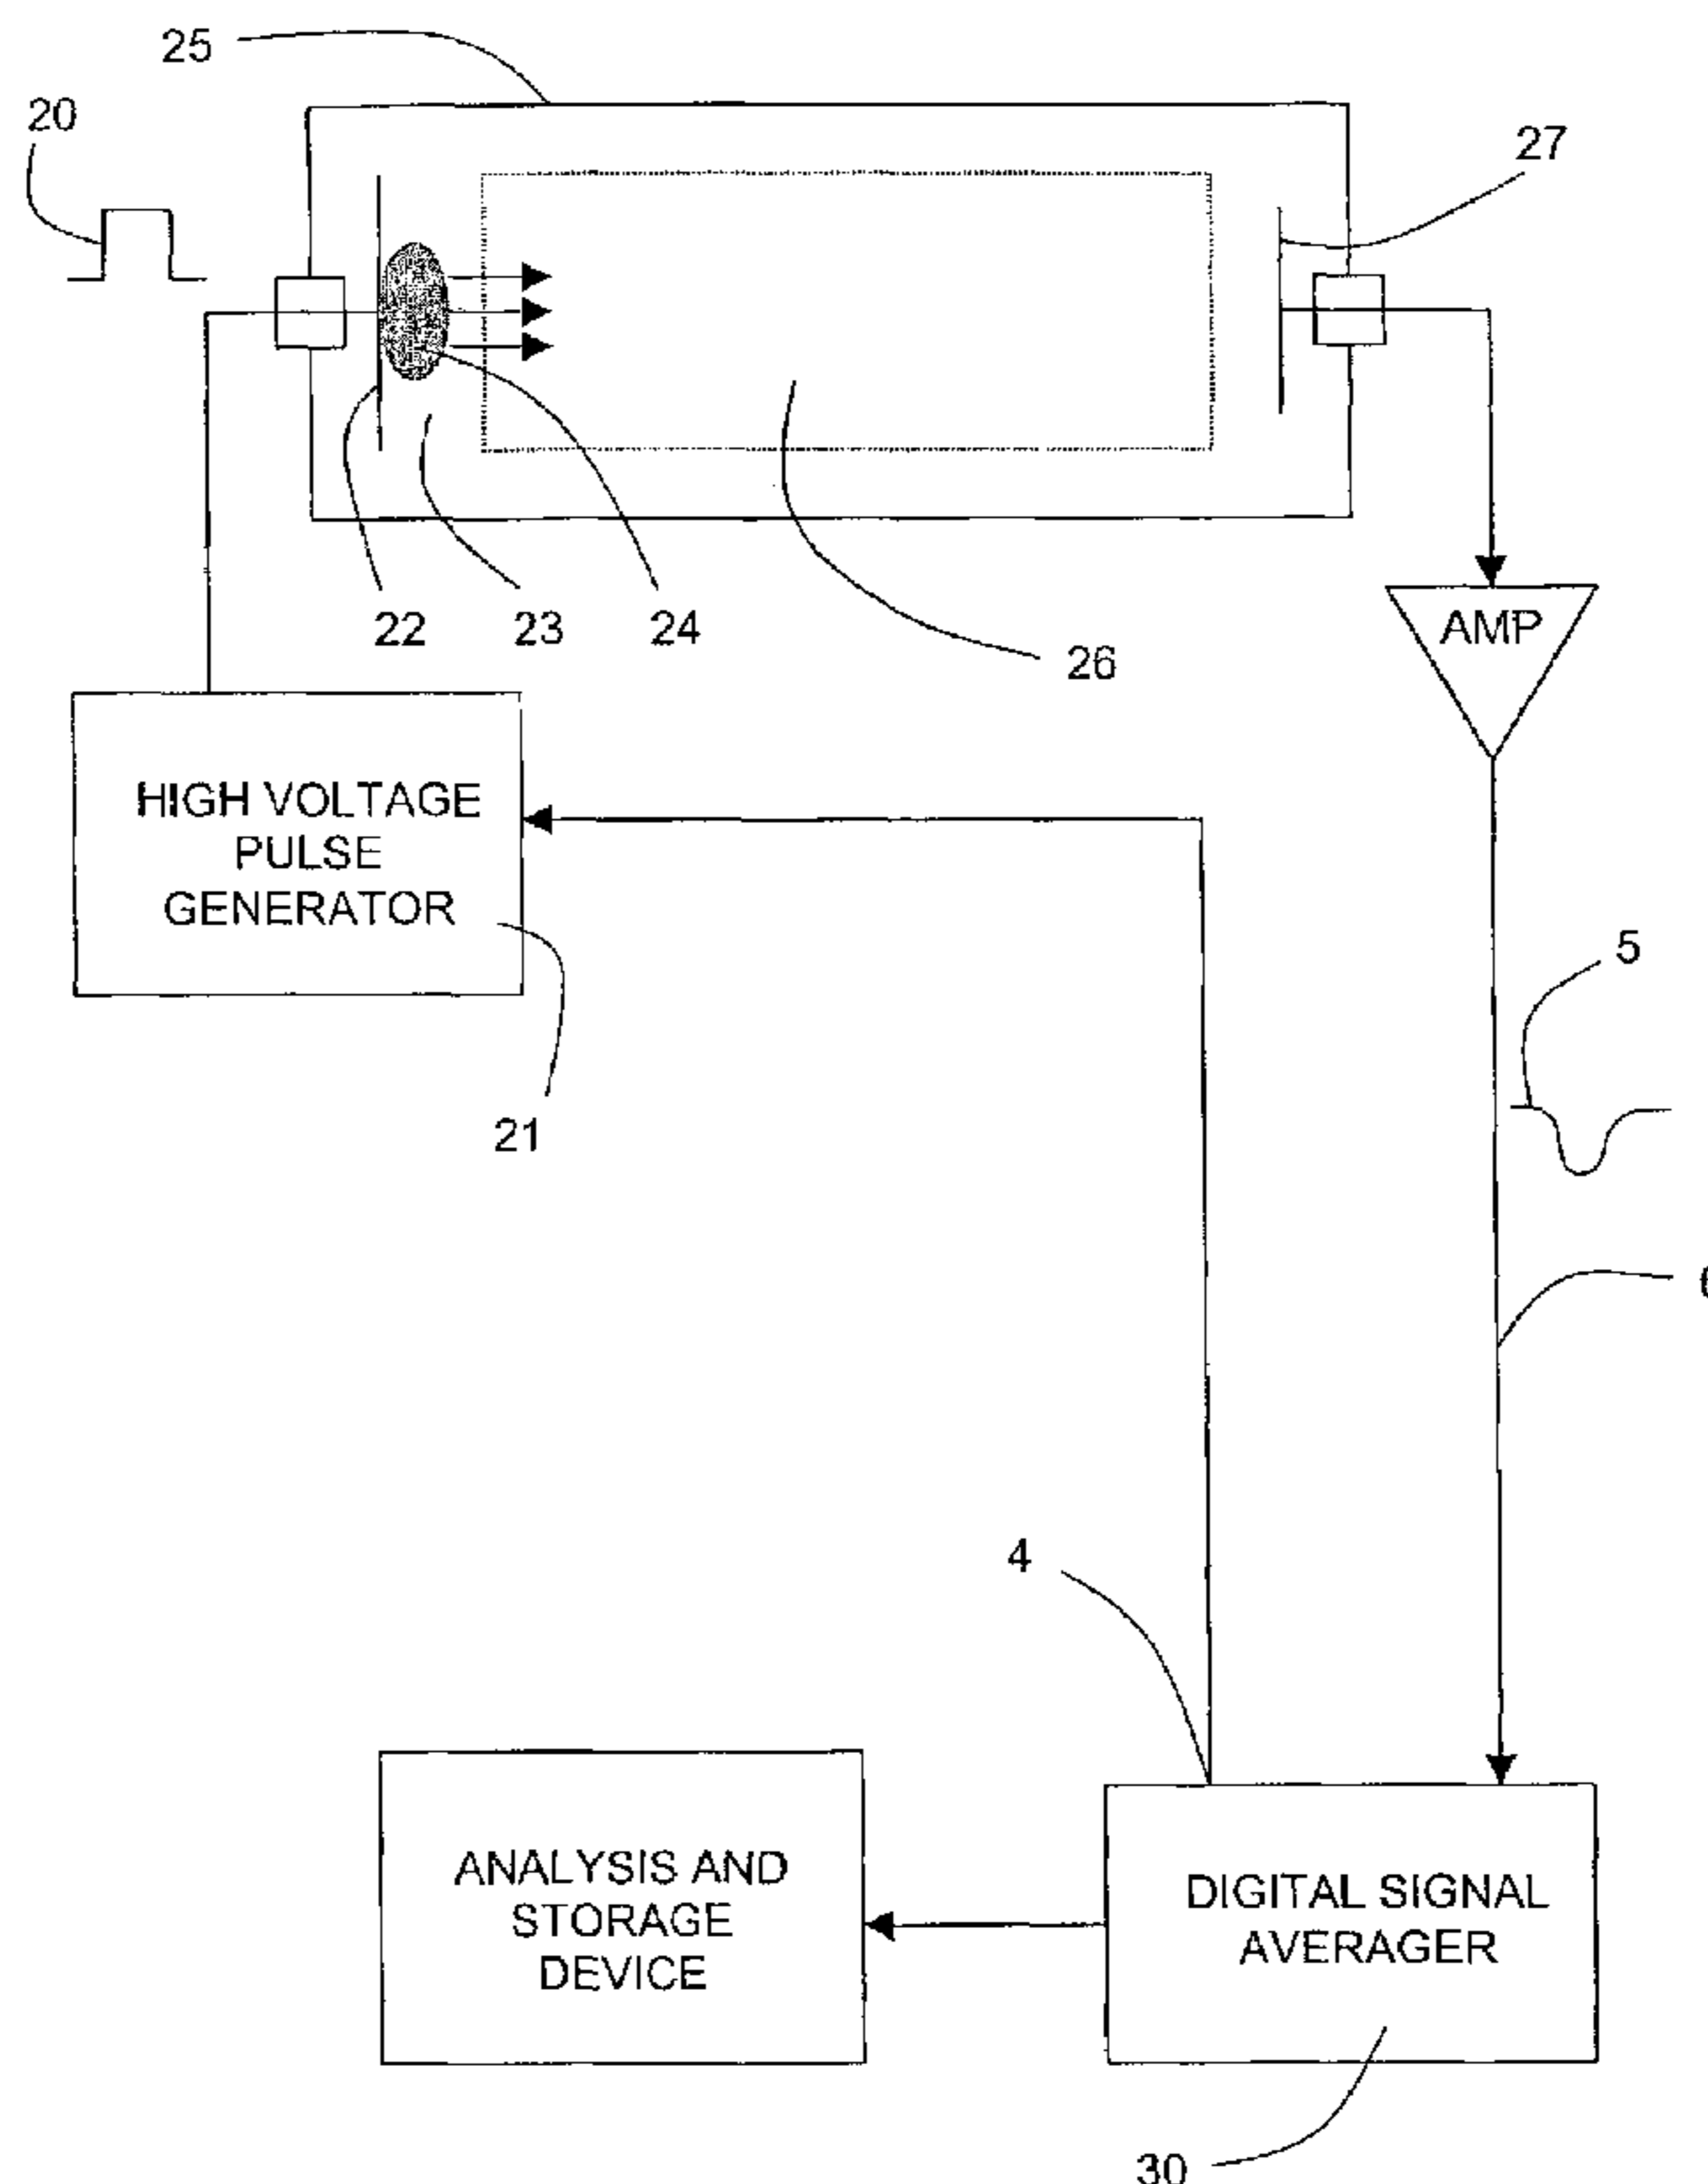 25
20
27
22
23
24
26
AMP
HIGH VOLTAGE
PULSE
GENERATOR
5
21
4
ANALYSIS AND
STORAGE
DEVICE
DIGITAL SIGNAL
AVERAGER
30